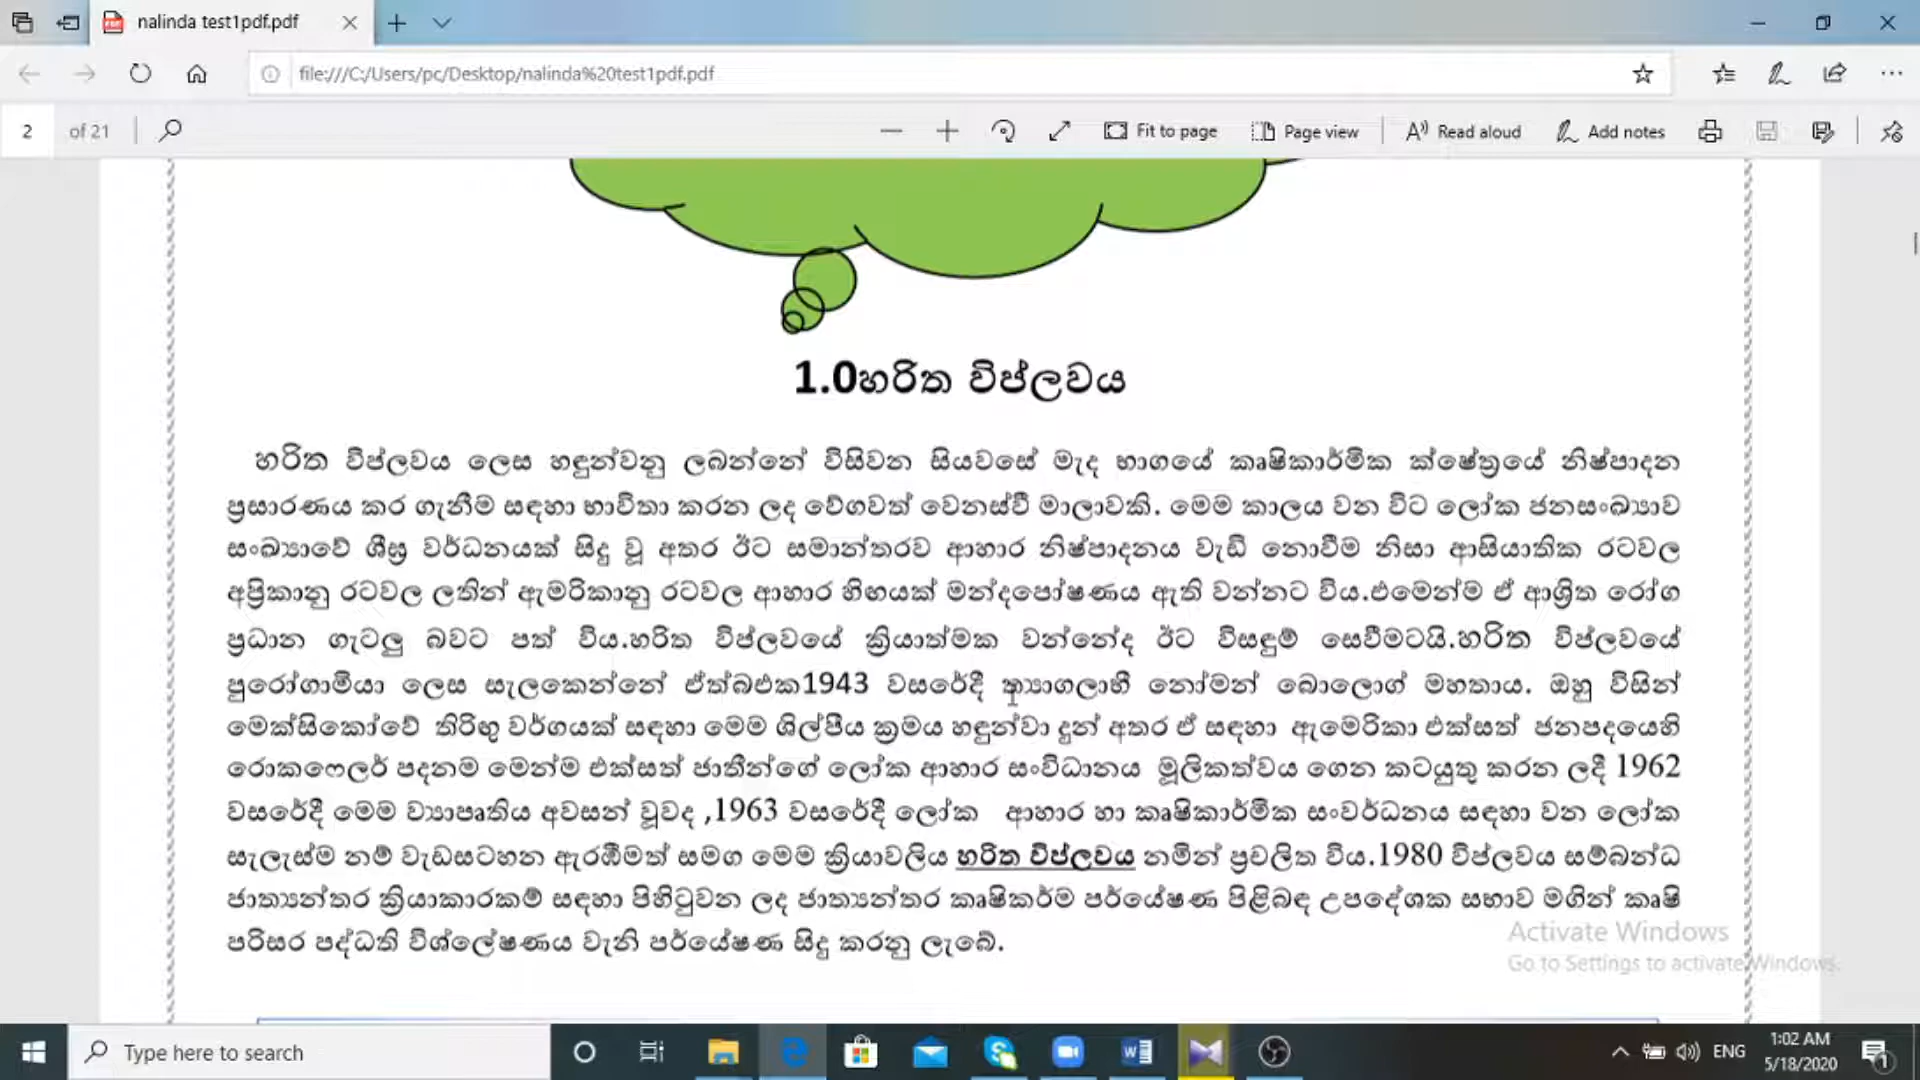 nalinda test1pdf.pdf
file:///C:/Users/pc/Desktop/nalinda%20test1pdf.pdf
2 of 21 Fit to page Page view Read aloud Add notes
1.0හරිත විප්ලවය
හරිත විප්ලවය ලෙස හඳුන්වනු ලබන්නේ විසිවන සියවසේ මැද භාගයේ කෘෂිකාර්මික ක්ෂේත්‍රයේ නිෂ්පාදන
ප්‍රසාරණය කර ගැනීම සඳහා භාවිතා කරන ලද වේගවත් වෙනස්වී මාලාවකි. මෙම කාලය වන විට ලෝක ජනසංඛ්‍යාව
සංඛ්‍යාවේ ශීඝ්‍ර වර්ධනයක් සිදු වූ අතර ඊට සමාන්තරව ආහාර නිෂ්පාදනය වැඩි නොවීම නිසා ආසියාතික රටවල
අප්‍රිකානු රටවල ලතින් ඇමරිකානු රටවල ආහාර හිඟයක් මන්දපෝෂණය ඇති වන්නට විය.එමෙන්ම ඒ ආශ්‍රිත රෝග
ප්‍රධාන ගැටලු බවට පත් විය.හරිත විප්ලවයේ ක්‍රියාත්මක වන්නේද ඊට විසඳුම් සෙවීමටයි.හරිත විප්ලවයේ
පුරෝගාමියා ලෙස සැලකෙන්නේ ඒත්බඑක1943 වසරේදී ත්‍යාගලාභී නෝමන් බොලොග් මහතාය. ඔහු විසින්
මෙක්සිකෝවේ තිරිඟු වර්ගයක් සඳහා මෙම ශිල්පීය ක්‍රමය හඳුන්වා දුන් අතර ඒ සඳහා ඇමෙරිකා එක්සත් ජනපදයෙහි
රොකෆෙලර් පදනම මෙන්ම එක්සත් ජාතීන්ගේ ලෝක ආහාර සංවිධානය මූලිකත්වය ගෙන කටයුතු කරන ලදී 1962
වසරේදී මෙම ව්‍යාපෘතිය අවසන් වූවද ,1963 වසරේදී ලෝක ආහාර හා කෘෂිකාර්මික සංවර්ධනය සඳහා වන ලෝක
සැලැස්ම නම් වැඩසටහන ඇරඹීමත් සමග මෙම ක්‍රියාවලිය හරිත විප්ලවය නමින් ප්‍රචලිත විය.1980 විප්ලවය සම්බන්ධ
ජාත්‍යන්තර ක්‍රියාකාරකම් සඳහා පිහිටුවන ලද ජාත්‍යන්තර කෘෂිකර්ම පර්යේෂණ පිළිබඳ උපදේශක සභාව මගින් කෘෂි
පරිසර පද්ධති විශ්ලේෂණය වැනි පර්යේෂණ සිදු කරනු ලැබේ.
Activate Windows
Go to Settings to activate Windows.
Type here to search
ENG
1:02 AM
5/18/2020
1